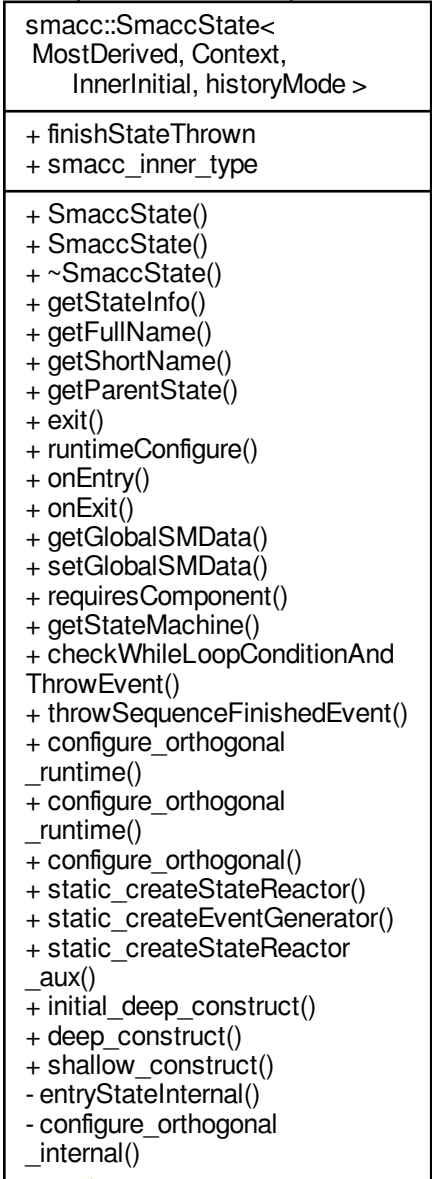 smacc::SmaccState<
MostDerived, Context,
InnerInitial, historyMode >
+ finishStateThrown
+ smacc_inner_type
+ SmaccState()
+ SmaccState()
+ ~SmaccState()
+ getStateInfo()
+ getFullName()
+ getShortName()
+ getParentState()
+ exit()
+ runtimeConfigure()
+ onEntry()
+ onExit()
+ getGlobalSMData()
+ setGlobalSMData()
+ requiresComponent()
+ getStateMachine()
+ checkWhileLoopConditionAnd
ThrowEvent()
+ throwSequenceFinishedEvent()
+ configure_orthogonal
_runtime()
+ configure_orthogonal
_runtime()
+ configure_orthogonal()
+ static_createStateReactor()
+ static_createEventGenerator()
+ static_createStateReactor
_aux()
+ initial_deep_construct()
+ deep_construct()
+ shallow_construct()
- entryStateInternal()
- configure_orthogonal
_internal()